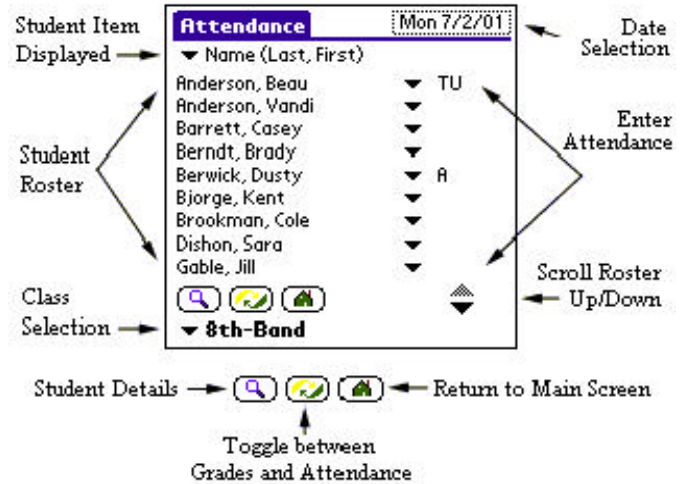 Student Item
Displayed
Attendance
Mon 7/2/01
Date
Selection
Name (Last, First)
Anderson, Beau TU
Anderson, Vandi
Barrett, Casey
Berndt, Brady
Berwick, Dusty A
Bjorge, Kent
Brookman, Cole
Dishon, Sara
Gable, Jill
Student
Roster
Enter
Attendance
Class
Selection
8th-Band
Scroll Roster
Up/Down
Student Details
Return to Main Screen
Toggle between
Grades and Attendance